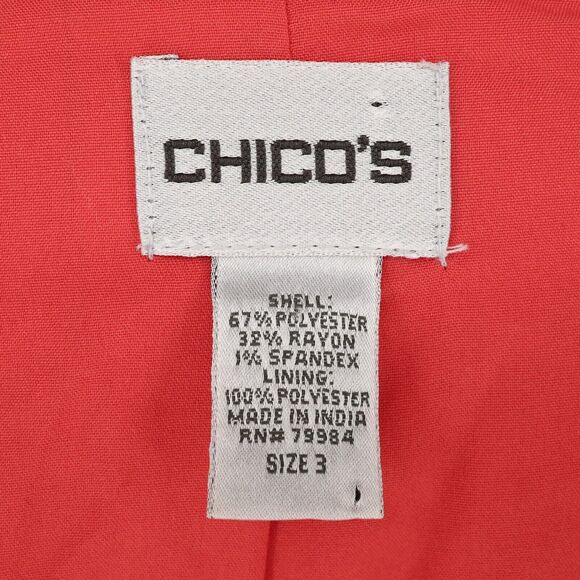 CHICO'S
SHELL:
67% POLYESTER
32% RAYON
1% SPANDEX
LINING:
100% POLYESTER
MADE IN INDIA
RN# 79984
SIZE 3